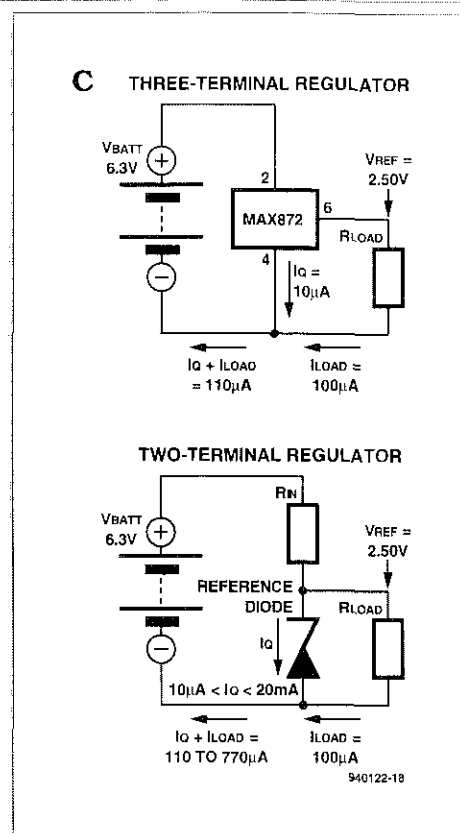 C THREE-TERMINAL REGULATOR
VBATT
6.3V
+
2
VREF =
2.50V
MAX872
6
RLOAD
4
IQ =
10µA
−
IQ + ILOAD
= 110µA
ILOAD =
100µA
TWO-TERMINAL REGULATOR
RIN
VBATT
6.3V
+
VREF =
2.50V
REFERENCE
DIODE
RLOAD
IQ
−
10µA < IQ < 20mA
IQ + ILOAD =
110 TO 770µA
ILOAD =
100µA
940122-18